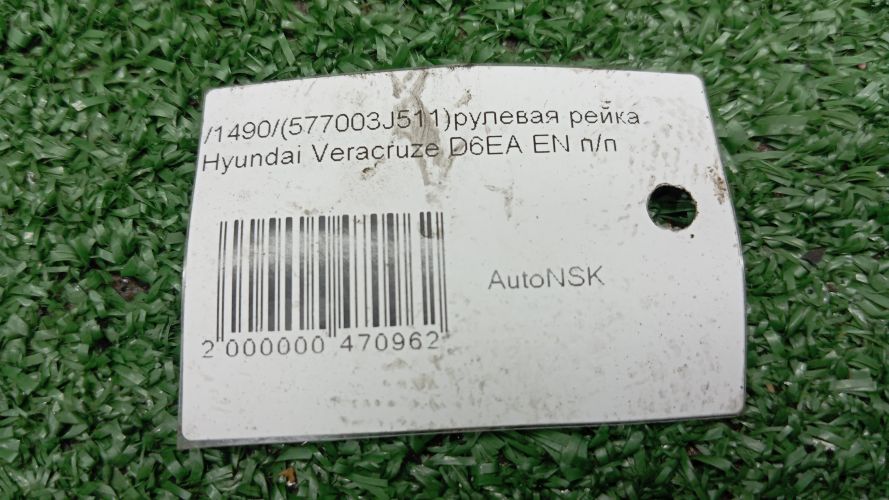 /1490/(577003J511)рулевая рейка
Hyundai Veracruze D6EA EN п/п
AutoNSK
2 000000 470962